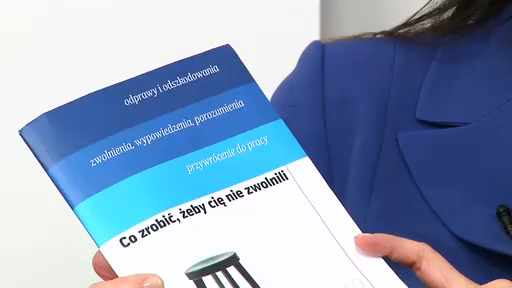 odprawy i odszkodowania
zwolnienia, wypowiedzenia, porozumienia
przywrócenie do pracy
Co zrobić, żeby cię nie zwolnili